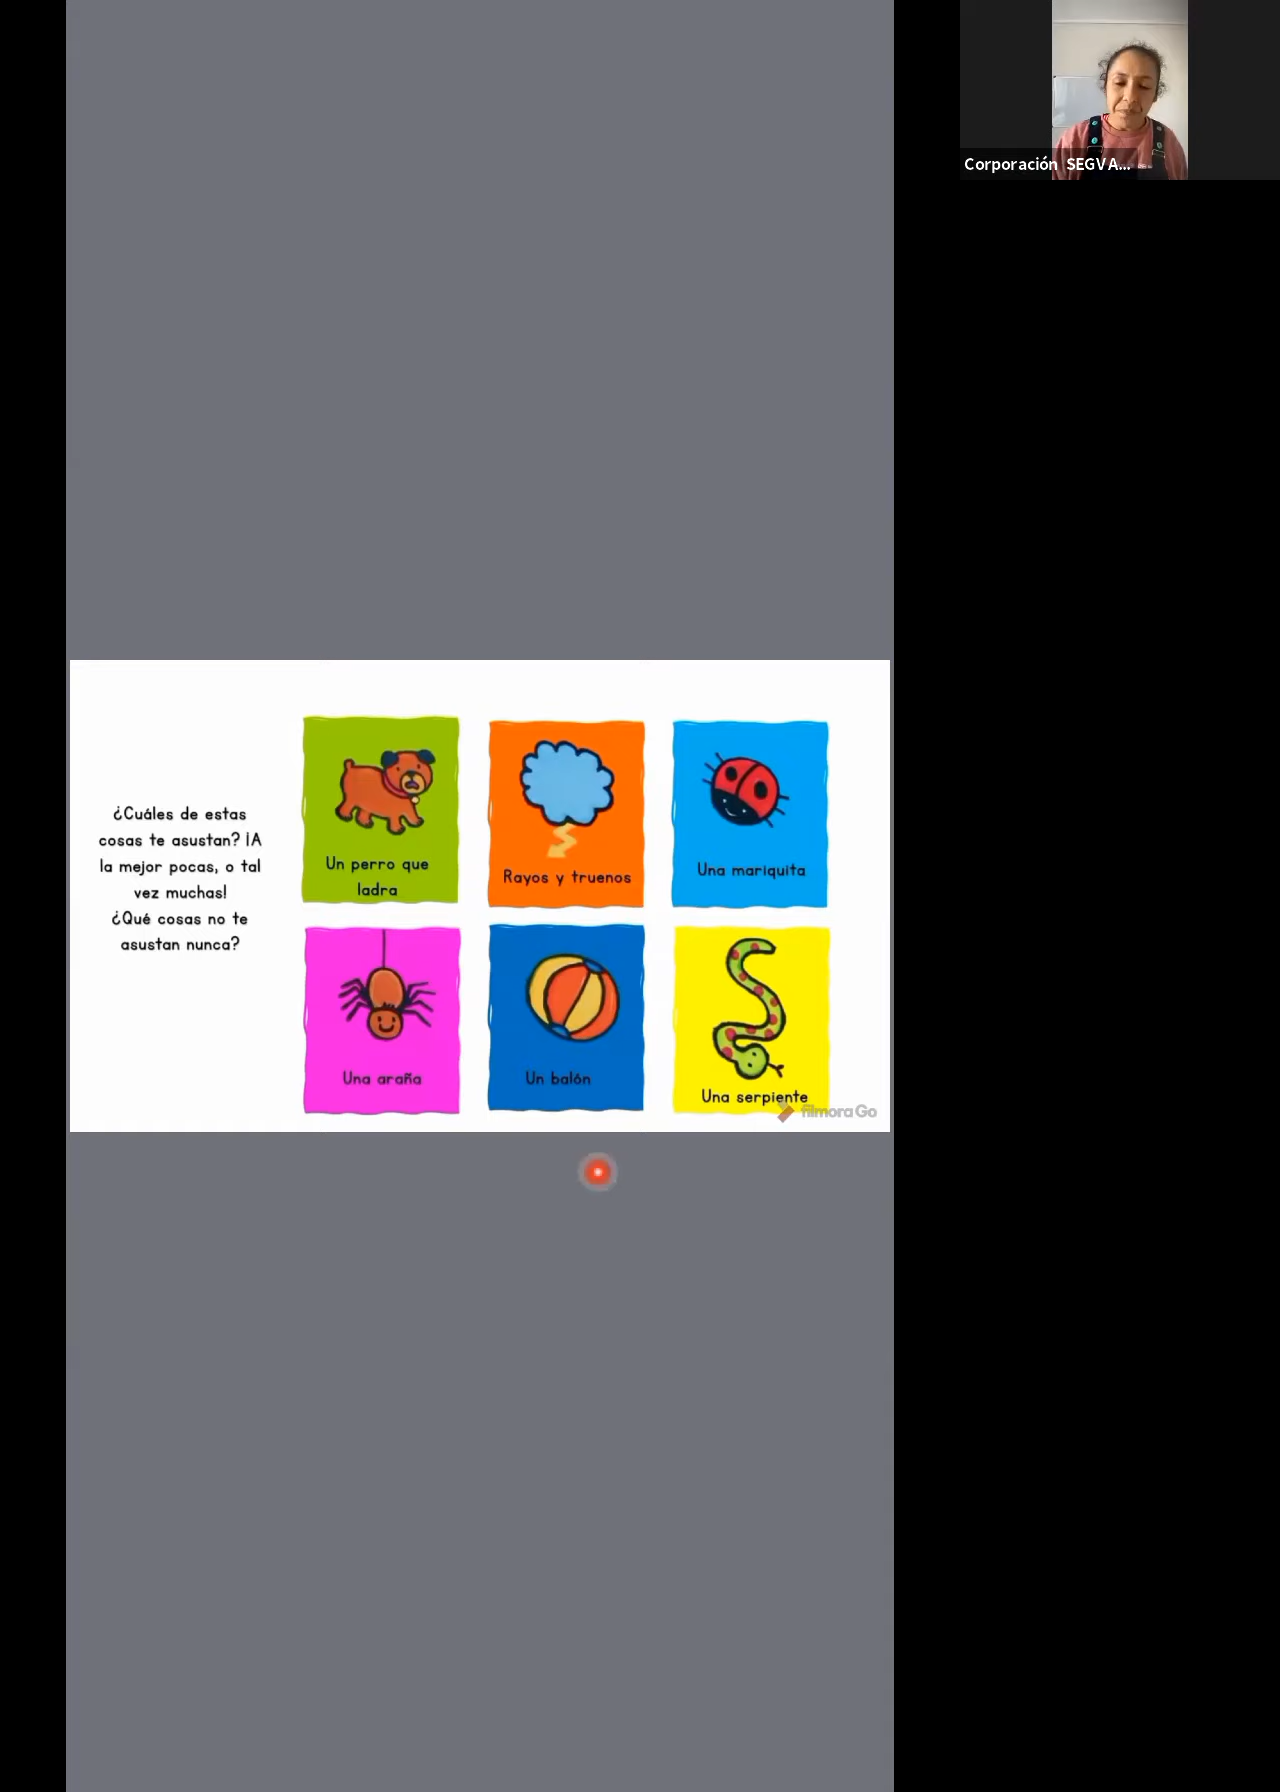 Corporación SEGV A...
¿Cuáles de estas
cosas te asustan? ¡A
la mejor pocas, o tal
vez muchas!
¿Qué cosas no te
asustan nunca?
Un perro que
ladra
Rayos y truenos
Una mariquita
Una araña
Un balón
Una serpiente
filmora Go